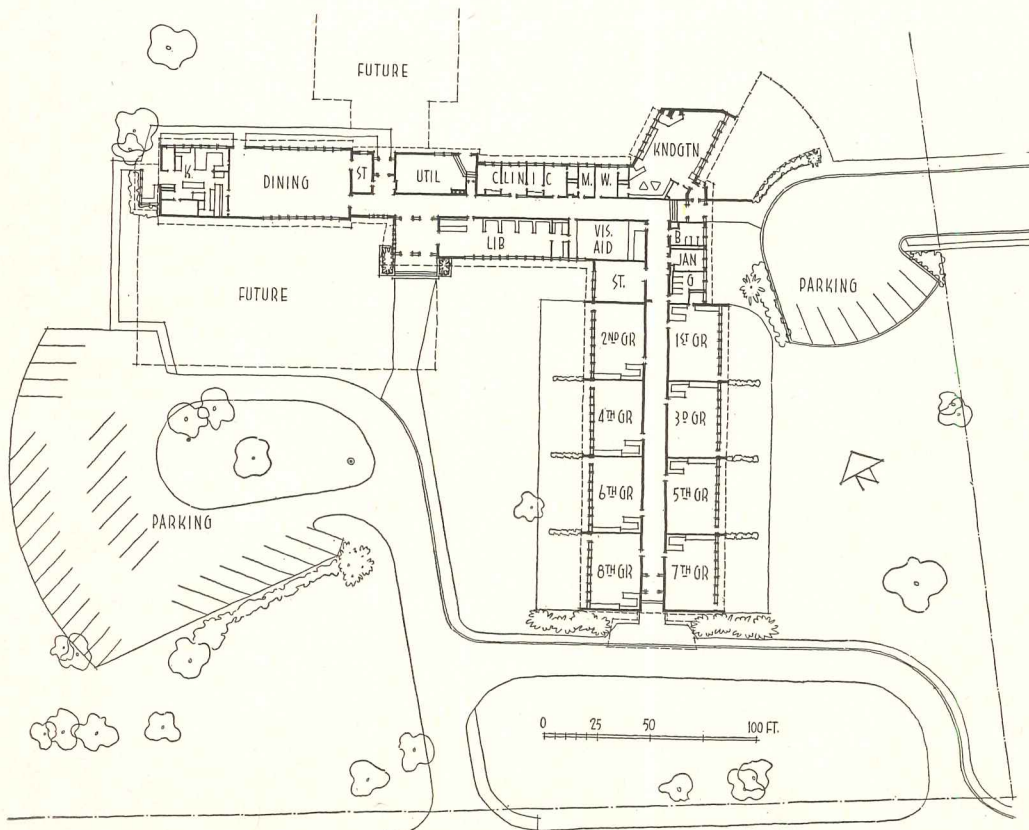 FUTURE
KNDGTN
K
DINING
ST
UTIL
CLINIC
M. W.
LIB
VIS.
AID
B
JAN
G
ST.
FUTURE
PARKING
2ND GR
1ST GR
4TH GR
3D GR
6TH GR
5TH GR
PARKING
8TH GR
7TH GR
0 25 50 100 FT.